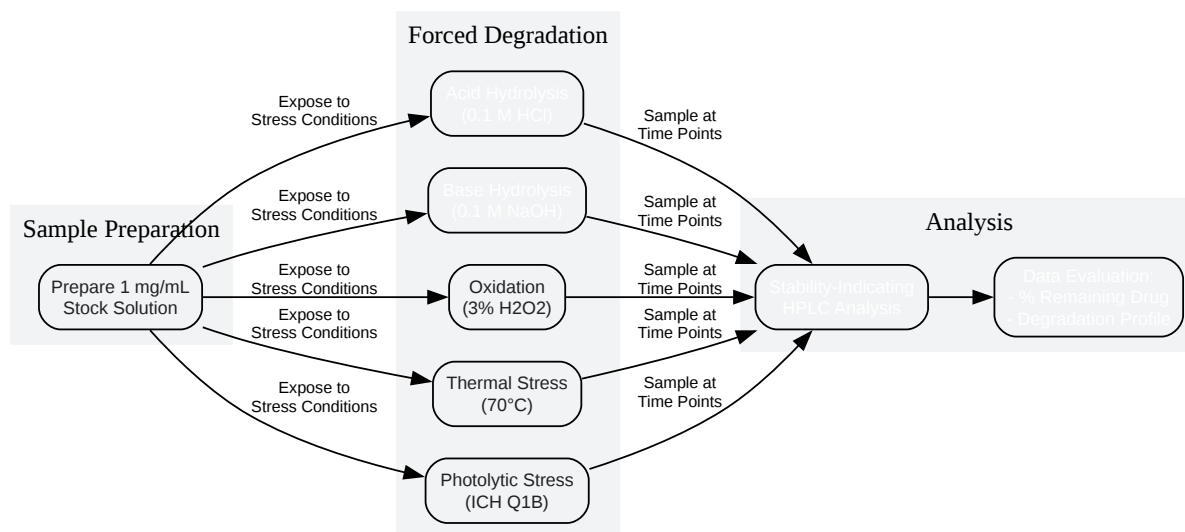 Forced Degradation
Sample Preparation
Analysis
Prepare 1 mg/mL
Stock Solution
Expose to
Stress Conditions
Expose to
Stress Conditions
Expose to
Stress Conditions
Expose to
Stress Conditions
Expose to
Stress Conditions
Acid Hydrolysis
(0.1 M HCl)
Base Hydrolysis
(0.1 M NaOH)
Oxidation
(3% H2O2)
Thermal Stress
(70°C)
Photolytic Stress
(ICH Q1B)
Sample at
Time Points
Sample at
Time Points
Sample at
Time Points
Sample at
Time Points
Sample at
Time Points
Stability-Indicating
HPLC Analysis
Data Evaluation:
- % Remaining Drug
- Degradation Profile